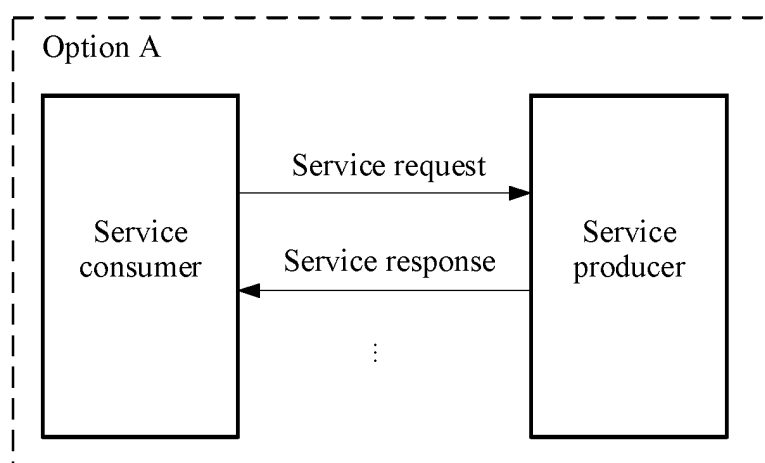 Option A
Service request
Service
consumer
Service response
Service
producer
⋮